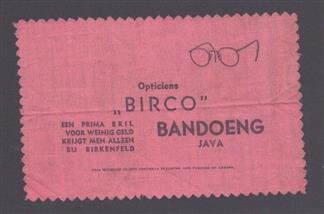 Opticiens
„BIRCO”
EEN PRIMA BRIL
VOOR WEINIG GELD
KRIJGT MEN ALLEEN
BIJ BIRKENFELD
BANDOENG
JAVA